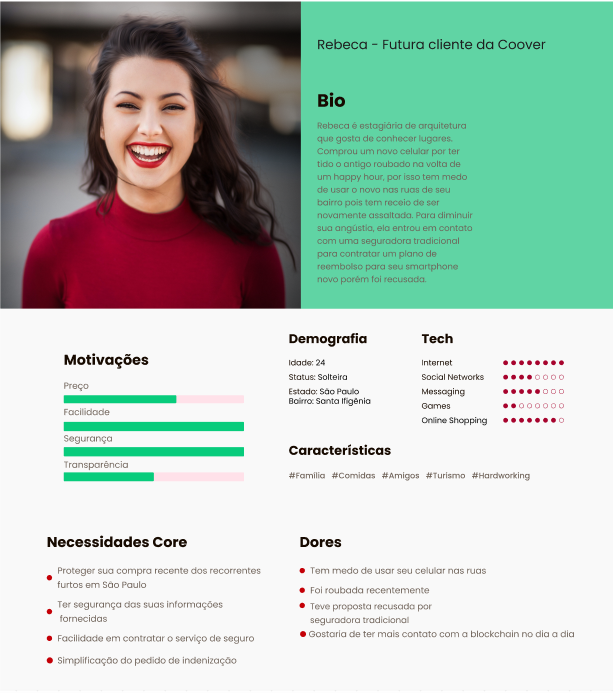 Rebeca - Futura cliente da Coover
Bio
Rebeca é estagiária de arquitetura
que gosta de conhecer lugares.
Comprou um novo celular por ter
tido o antigo roubado na volta de
um happy hour, por isso tem medo
de usar o novo nas ruas de seu
bairro pois tem receio de ser
novamente assaltada. Para diminuir
sua angústia, ela entrou em contato
com uma seguradora tradicional
para contratar um plano de
reembolso para seu smartphone
novo porém foi recusada.
Motivações
Preço
Facilidade
Segurança
Transparência
Demografia
Idade: 24
Status: Solteira
Estado: São Paulo
Bairro: Santa Ifigênia
Tech
Internet
Social Networks
Messaging
Games
Online Shopping
Características
#Família #Comidas #Amigos #Turismo #Hardworking
Necessidades Core
Proteger sua compra recente dos recorrentes
furtos em São Paulo
Ter segurança das suas informações
fornecidas
Facilidade em contratar o serviço de seguro
Simplificação do pedido de indenização
Dores
Tem medo de usar seu celular nas ruas
Foi roubada recentemente
Teve proposta recusada por
seguradora tradicional
Gostaria de ter mais contato com a blockchain no dia a dia